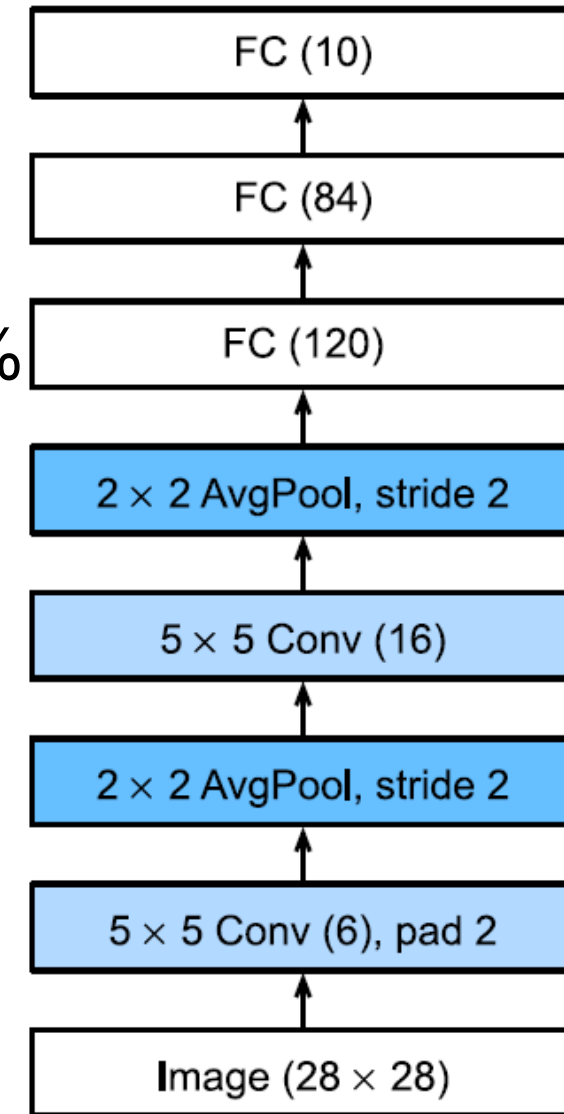 FC (10)
FC (84)
%
FC (120)
2 × 2 AvgPool, stride 2
5 × 5 Conv (16)
2 × 2 AvgPool, stride 2
5 × 5 Conv (6), pad 2
Image (28 × 28)